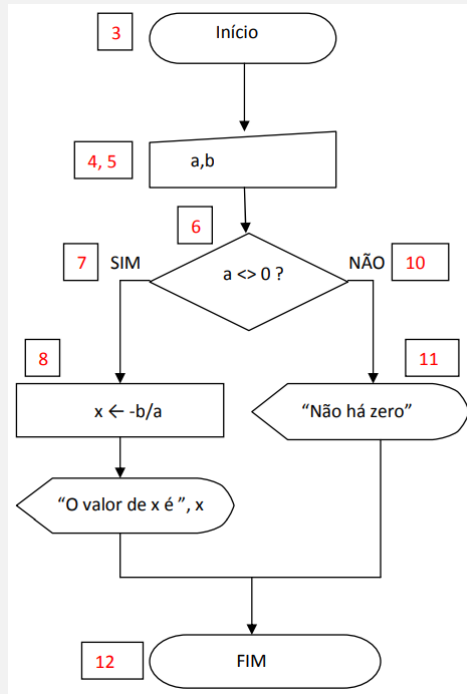 3 Início
4, 5 a,b
6
7 SIM a <> 0 ? NÃO 10
8 11
x ← -b/a “Não há zero”
“O valor de x é ”, x
12 FIM